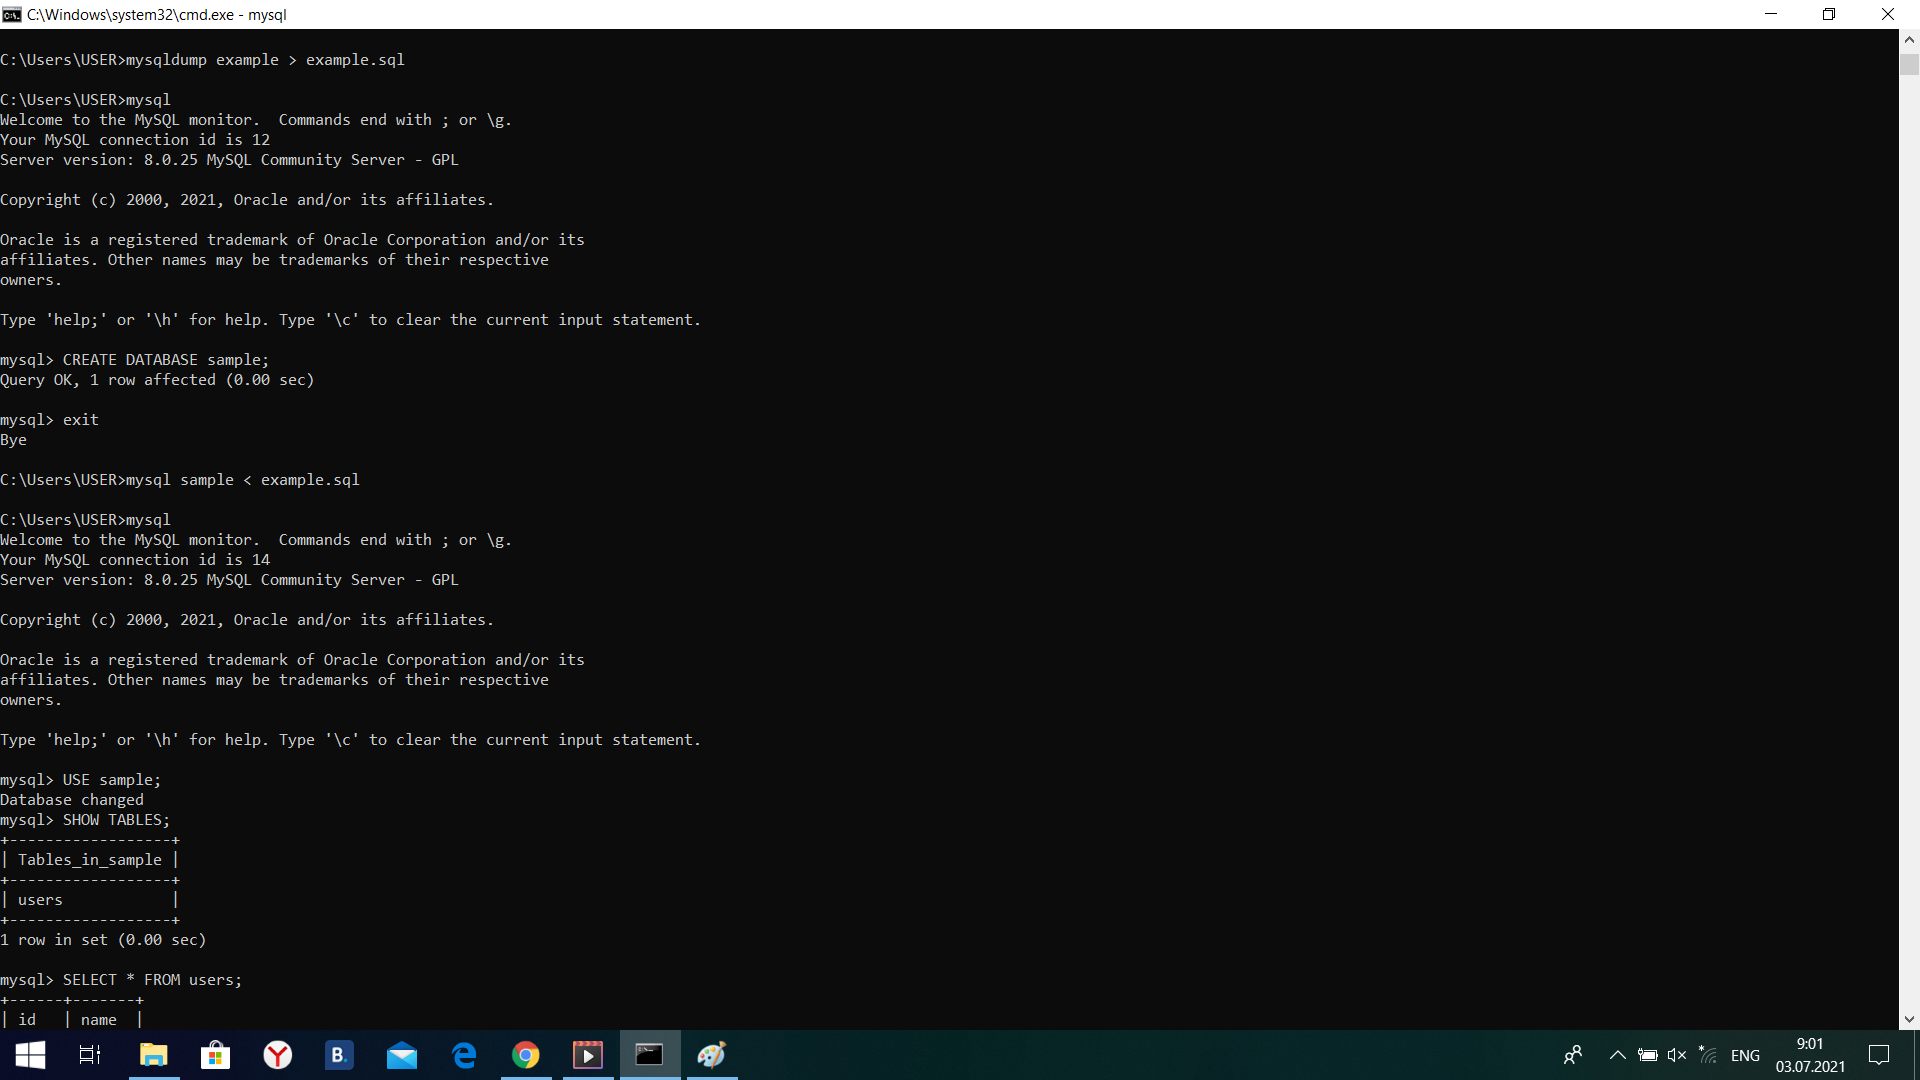 C:\Windows\system32\cmd.exe - mysql
C:\Users\USER>mysqldump example > example.sql
C:\Users\USER>mysql
Welcome to the MySQL monitor.  Commands end with ; or \g.
Your MySQL connection id is 12
Server version: 8.0.25 MySQL Community Server - GPL
Copyright (c) 2000, 2021, Oracle and/or its affiliates.
Oracle is a registered trademark of Oracle Corporation and/or its
affiliates. Other names may be trademarks of their respective
owners.
Type 'help;' or '\h' for help. Type '\c' to clear the current input statement.
mysql> CREATE DATABASE sample;
Query OK, 1 row affected (0.00 sec)
mysql> exit
Bye
C:\Users\USER>mysql sample < example.sql
C:\Users\USER>mysql
Welcome to the MySQL monitor.  Commands end with ; or \g.
Your MySQL connection id is 14
Server version: 8.0.25 MySQL Community Server - GPL
Copyright (c) 2000, 2021, Oracle and/or its affiliates.
Oracle is a registered trademark of Oracle Corporation and/or its
affiliates. Other names may be trademarks of their respective
owners.
Type 'help;' or '\h' for help. Type '\c' to clear the current input statement.
mysql> USE sample;
Database changed
mysql> SHOW TABLES;
+------------------+
| Tables_in_sample |
+------------------+
| users            |
+------------------+
1 row in set (0.00 sec)
mysql> SELECT * FROM users;
+------+-------+
| id   | name  |
B.
ENG
9:01
03.07.2021